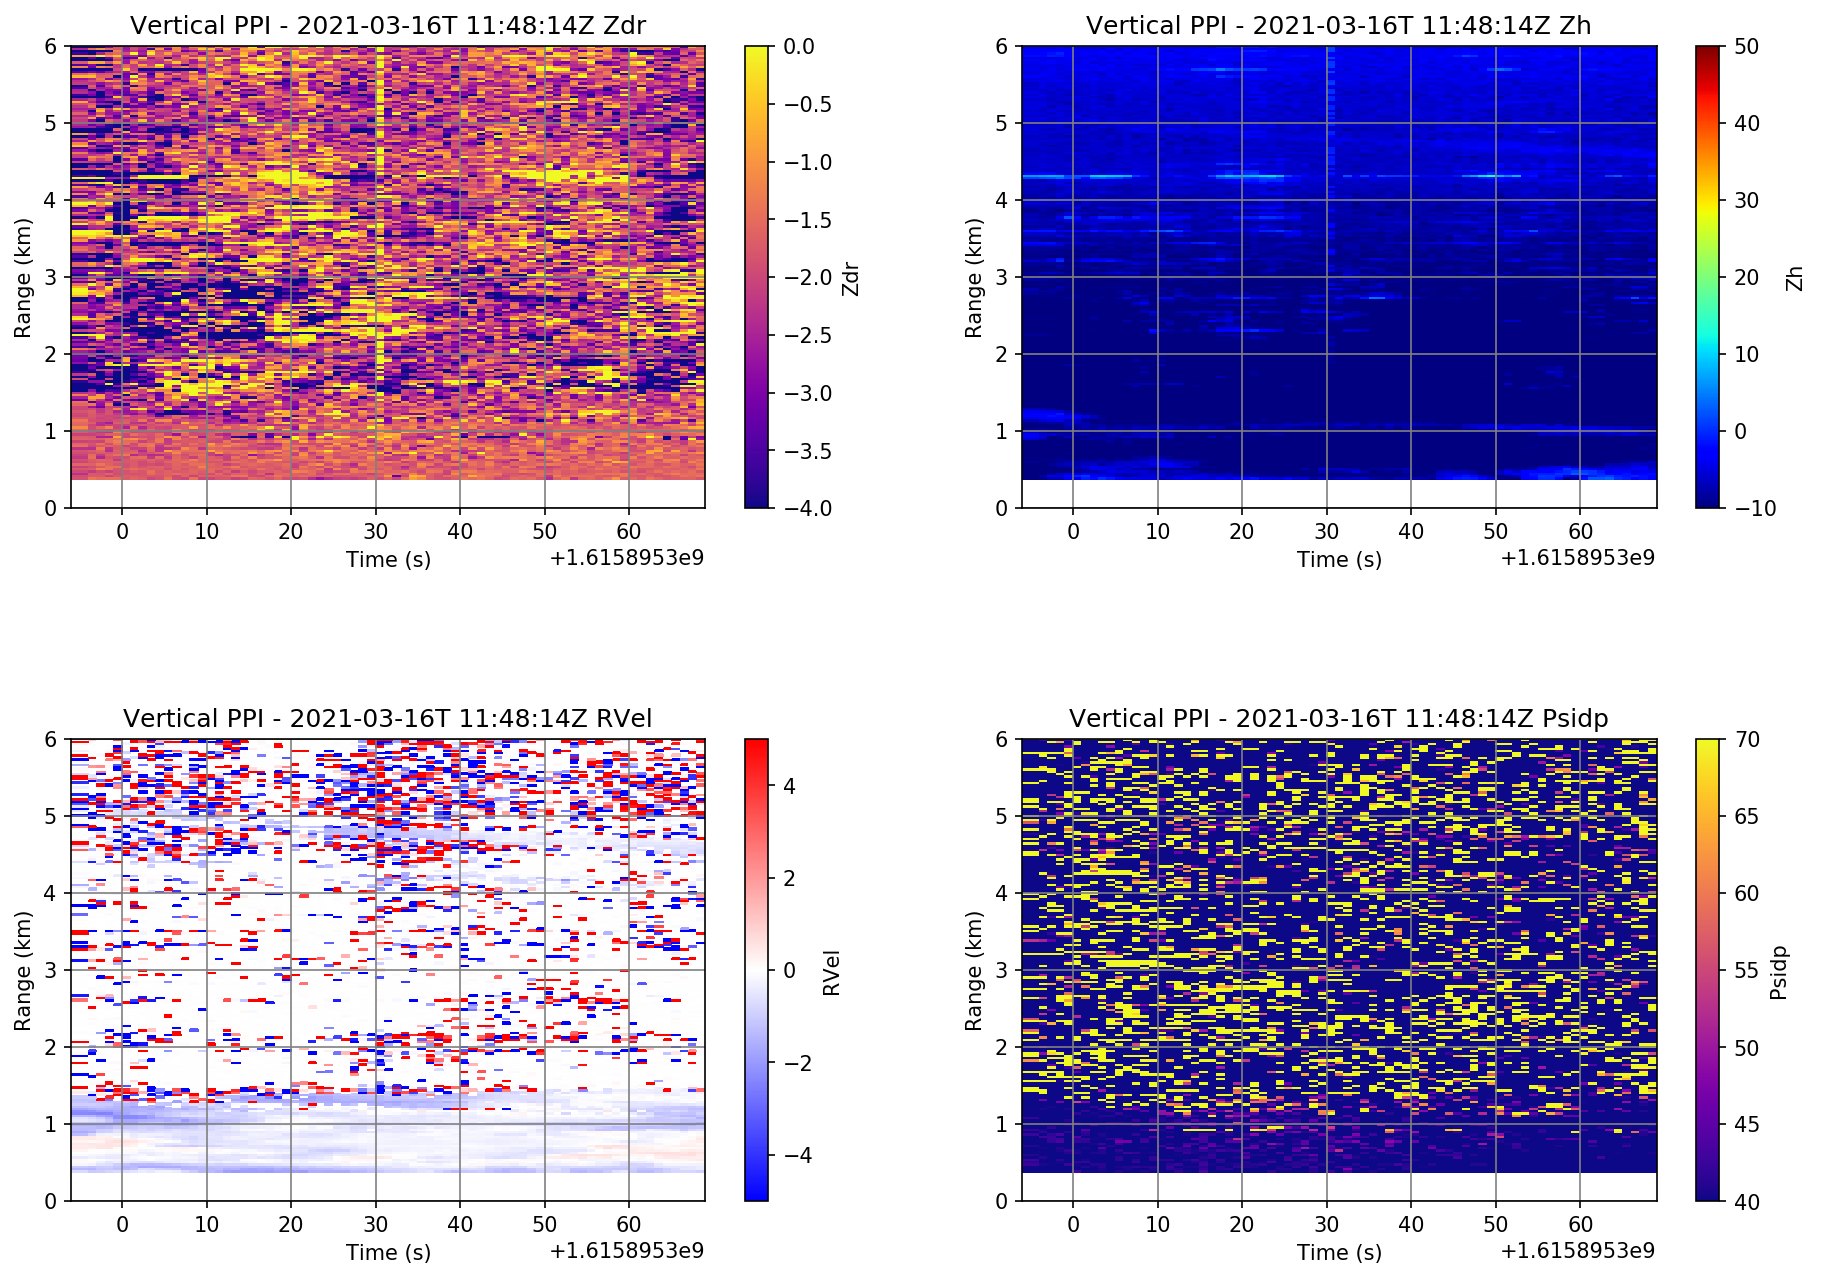 Vertical PPI - 2021-03-16T 11:48:14Z Zdr
6
5
4
3
2
1
0
Range (km)
0 10 20 30 40 50 60
Time (s)
+1.6158953e9
0.0
−0.5
−1.0
−1.5
−2.0
−2.5
−3.0
−3.5
−4.0
Zdr
Vertical PPI - 2021-03-16T 11:48:14Z Zh
6
5
4
3
2
1
0
Range (km)
0 10 20 30 40 50 60
Time (s)
+1.6158953e9
50
40
30
20
10
0
−10
Zh
Vertical PPI - 2021-03-16T 11:48:14Z RVel
6
5
4
3
2
1
0
Range (km)
0 10 20 30 40 50 60
Time (s)
+1.6158953e9
4
2
0
−2
−4
RVel
Vertical PPI - 2021-03-16T 11:48:14Z Psidp
6
5
4
3
2
1
0
Range (km)
0 10 20 30 40 50 60
Time (s)
+1.6158953e9
70
65
60
55
50
45
40
Psidp